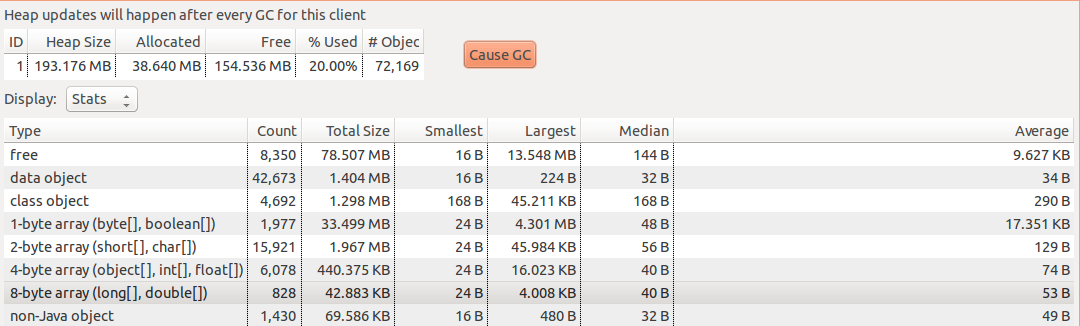 Heap updates will happen after every GC for this client
ID Heap Size Allocated Free % Used # Objec
1 193.176 MB 38.640 MB 154.536 MB 20.00% 72,169
Cause GC
Display: Stats
Type Count Total Size Smallest Largest Median Average
free 8,350 78.507 MB 16 B 13.548 MB 144 B 9.627 KB
data object 42,673 1.404 MB 16 B 224 B 32 B 34 B
class object 4,692 1.298 MB 168 B 45.211 KB 168 B 290 B
1-byte array (byte[], boolean[]) 1,977 33.499 MB 24 B 4.301 MB 48 B 17.351 KB
2-byte array (short[], char[]) 15,921 1.967 MB 24 B 45.984 KB 56 B 129 B
4-byte array (object[], int[], float[]) 6,078 440.375 KB 24 B 16.023 KB 40 B 74 B
8-byte array (long[], double[]) 828 42.883 KB 24 B 4.008 KB 40 B 53 B
non-Java object 1,430 69.586 KB 16 B 480 B 32 B 49 B